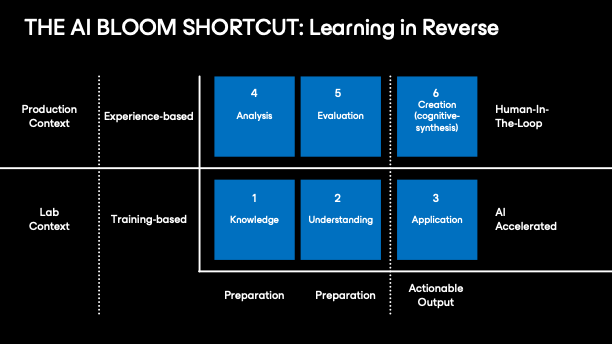 THE AI BLOOM SHORTCUT: Learning in Reverse
Production
Context
Experience-based
4
Analysis
5
Evaluation
6
Creation
(cognitive-
synthesis)
Human-In-
The-Loop
Lab
Context
Training-based
1
Knowledge
2
Understanding
3
Application
AI
Accelerated
Preparation
Preparation
Actionable
Output